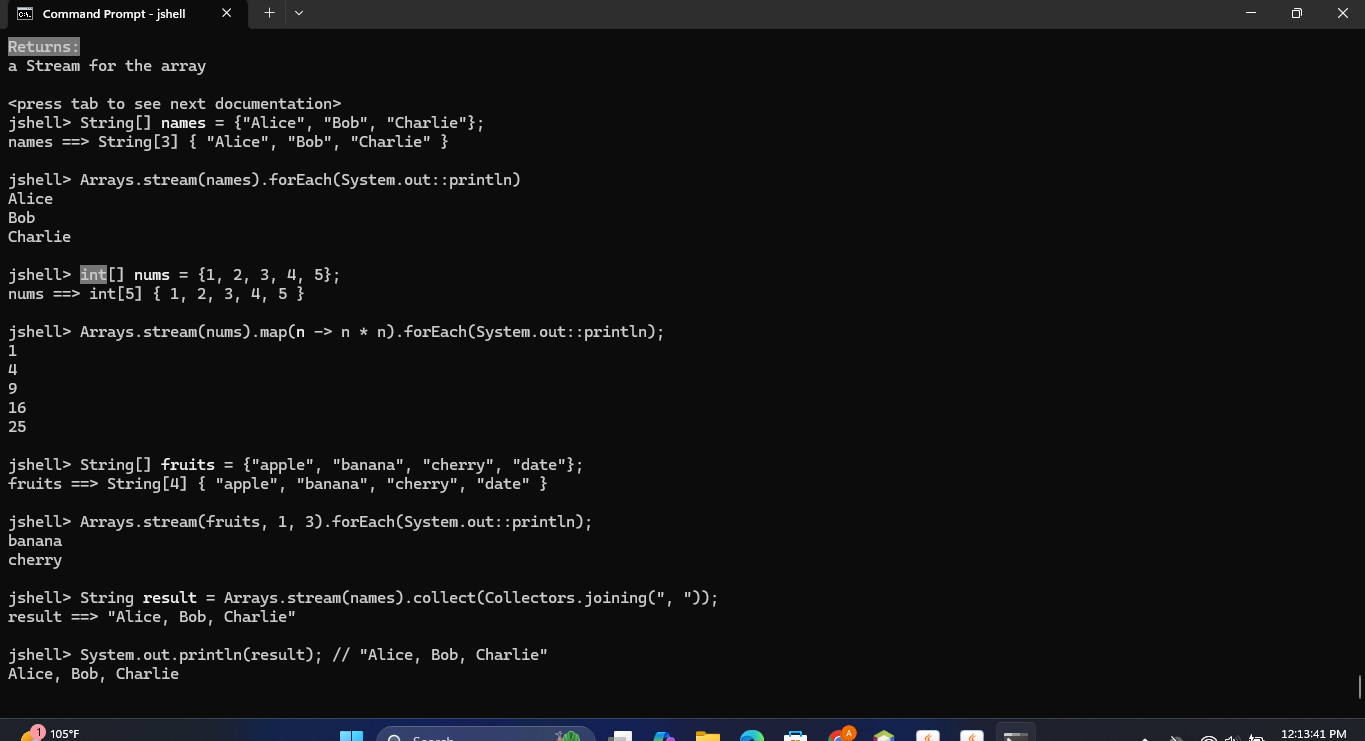 Command Prompt - jshell
Returns:
a Stream for the array
<press tab to see next documentation>
jshell> String[] names = {"Alice", "Bob", "Charlie"};
names ==> String[3] { "Alice", "Bob", "Charlie" }
jshell> Arrays.stream(names).forEach(System.out::println)
Alice
Bob
Charlie
jshell> int[] nums = {1, 2, 3, 4, 5};
nums ==> int[5] { 1, 2, 3, 4, 5 }
jshell> Arrays.stream(nums).map(n -> n * n).forEach(System.out::println);
1
4
9
16
25
jshell> String[] fruits = {"apple", "banana", "cherry", "date"};
fruits ==> String[4] { "apple", "banana", "cherry", "date" }
jshell> Arrays.stream(fruits, 1, 3).forEach(System.out::println);
banana
cherry
jshell> String result = Arrays.stream(names).collect(Collectors.joining(", "));
result ==> "Alice, Bob, Charlie"
jshell> System.out.println(result); // "Alice, Bob, Charlie"
Alice, Bob, Charlie
1 105°F Search A 12:13:41 PM